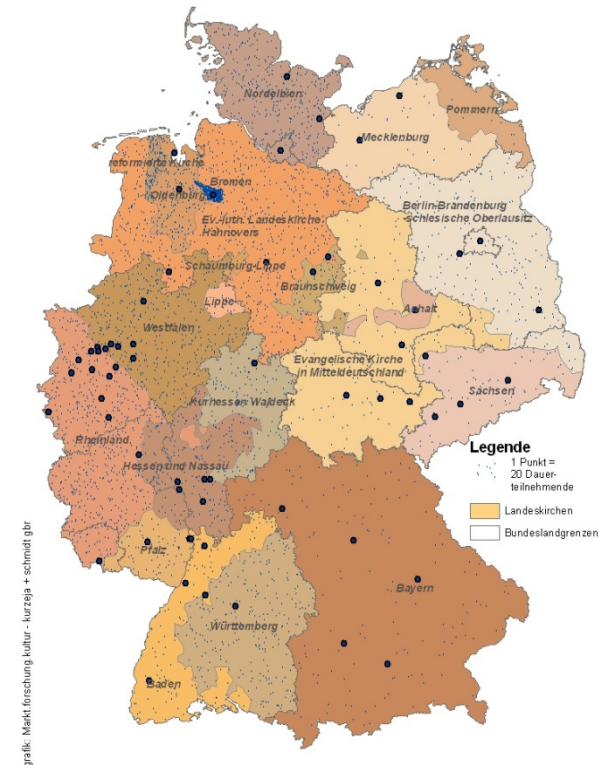 Nordelbien
Pommern
Mecklenburg
reformierte Kirche
Bremen
Oldenburg
Berlin-Brandenburg
schlesische Oberlausitz
Ev.-luth. Landeskirche
Hannovers
Schaumburg-Lippe
Braunschweig
Lippe
Anhalt
Westfalen
Evangelische Kirche
in Mitteldeutschland
Sachsen
Kurhessen-Waldeck
Rheinland
Hessen und Nassau
Legende
1 Punkt =
20 Dauer-
teilnehmende
Landeskirchen
Bundeslandgrenzen
Pfalz
Bayern
Württemberg
Baden
grafik: Markt.forschung.kultur - kurzeja + schmidt gbr